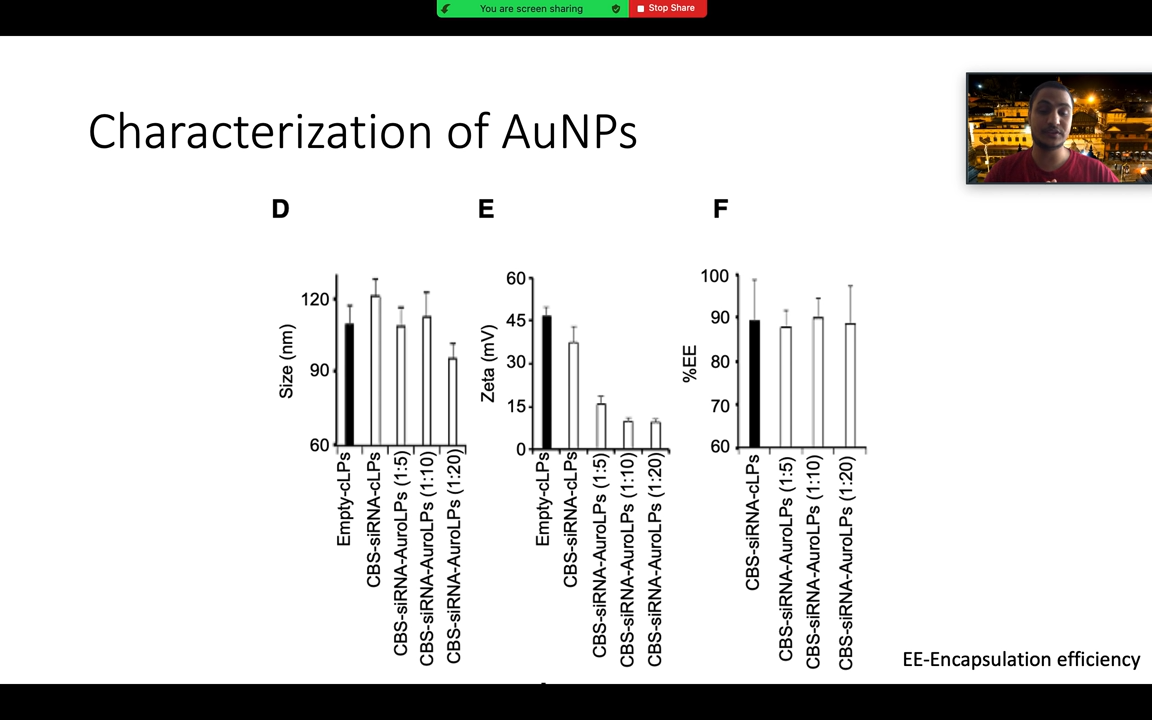 You are screen sharing
Stop Share
Characterization of AuNPs
D
E
F
Size (nm)
120
90
60
Empty-cLPs
CBS-siRNA-cLPs
CBS-siRNA-AuroLPs (1:5)
CBS-siRNA-AuroLPs (1:10)
CBS-siRNA-AuroLPs (1:20)
Zeta (mV)
60
45
30
15
0
Empty-cLPs
CBS-siRNA-cLPs
CBS-siRNA-AuroLPs (1:5)
CBS-siRNA-AuroLPs (1:10)
CBS-siRNA-AuroLPs (1:20)
%EE
100
90
80
70
60
CBS-siRNA-cLPs
CBS-siRNA-AuroLPs (1:5)
CBS-siRNA-AuroLPs (1:10)
CBS-siRNA-AuroLPs (1:20)
EE-Encapsulation efficiency